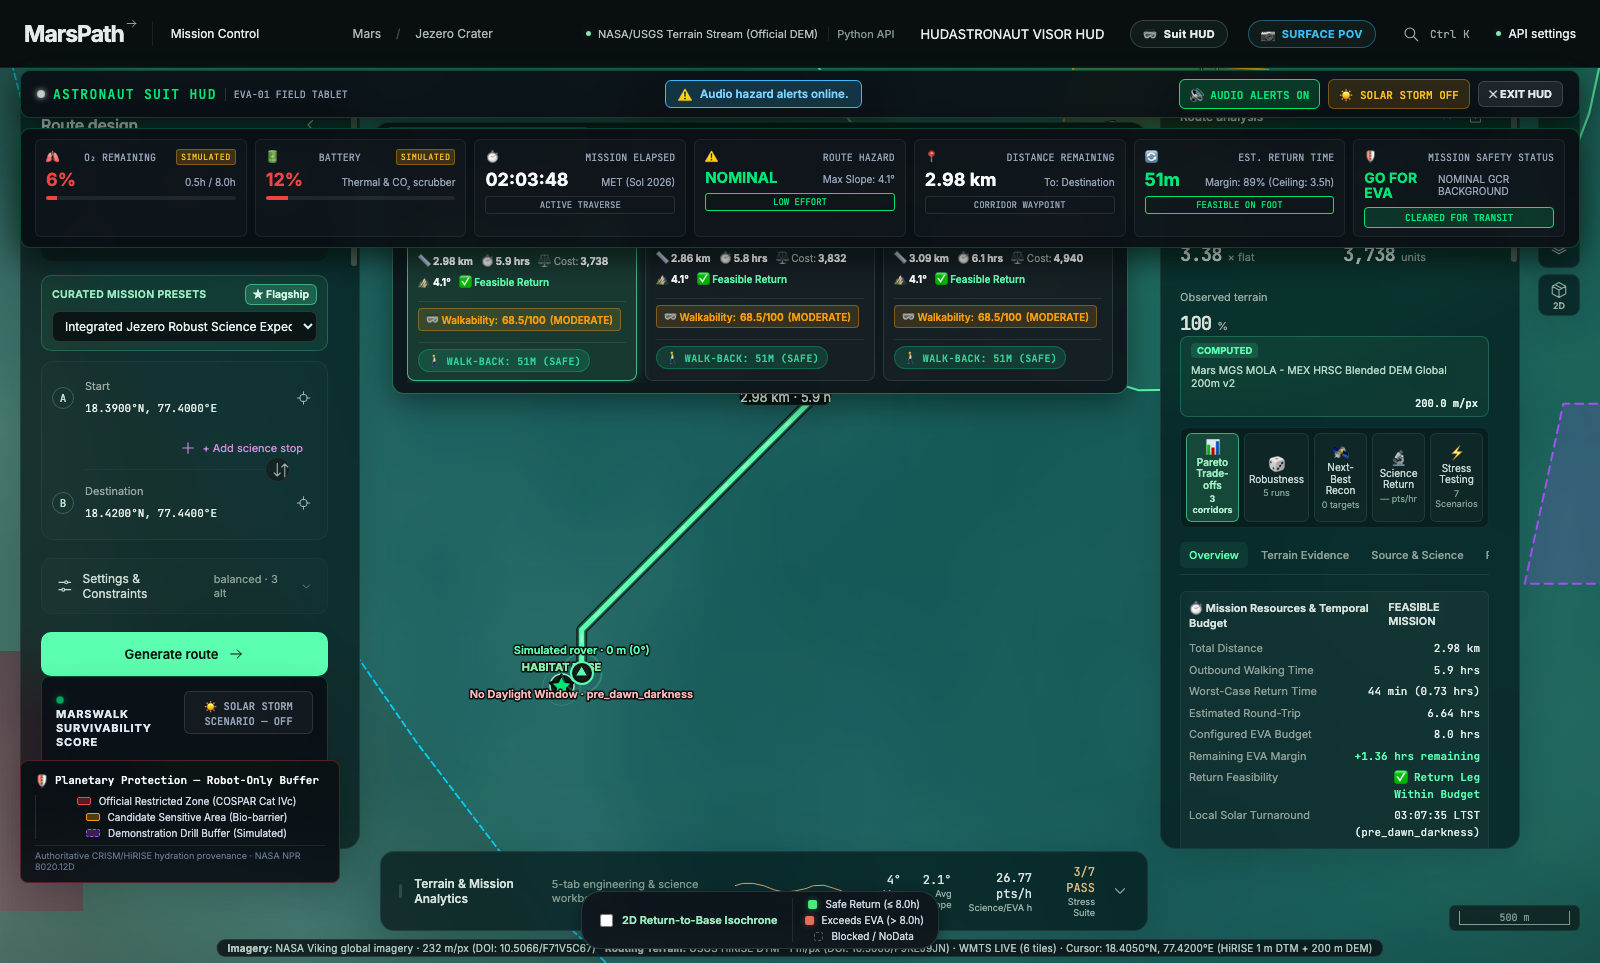 MarsPath
Mission Control
Mars / Jezero Crater
NASA/USGS Terrain Stream (Official DEM) Python API
HUDASTRONAUT VISOR HUD
Suit HUD
SURFACE POV
Ctrl K
API settings
ASTRONAUT SUIT HUD EVA-01 FIELD TABLET
Audio hazard alerts online.
AUDIO ALERTS ON
SOLAR STORM OFF
✕ EXIT HUD
Route design
Route analysis
O₂ REMAINING SIMULATED
6% 0.5h / 8.0h
BATTERY SIMULATED
12% Thermal & CO₂ scrubber
MISSION ELAPSED
02:03:48 MET (Sol 2026)
ACTIVE TRAVERSE
ROUTE HAZARD
NOMINAL Max Slope: 4.1°
LOW EFFORT
DISTANCE REMAINING
2.98 km To: Destination
CORRIDOR WAYPOINT
EST. RETURN TIME
51m Margin: 89% (Ceiling: 3.5h)
FEASIBLE ON FOOT
MISSION SAFETY STATUS
GO FOR EVA NOMINAL GCR BACKGROUND
CLEARED FOR TRANSIT
CURATED MISSION PRESETS
★ Flagship
Integrated Jezero Robust Science Expec
A Start
18.3900°N, 77.4000°E
+ Add science stop
B Destination
18.4200°N, 77.4400°E
Settings & Constraints
balanced · 3 alt
Generate route
MARSWALK SURVIVABILITY SCORE
SOLAR STORM SCENARIO — OFF
Planetary Protection — Robot-Only Buffer
Official Restricted Zone (COSPAR Cat IVc)
Candidate Sensitive Area (Bio-barrier)
Demonstration Drill Buffer (Simulated)
Authoritative CRISM/HiRISE hydration provenance · NASA NPR 8020.12D
2.98 km 5.9 hrs Cost: 3,738
4.1° Feasible Return
Walkability: 68.5/100 (MODERATE)
WALK-BACK: 51M (SAFE)
2.86 km 5.8 hrs Cost: 3,832
4.1° Feasible Return
Walkability: 68.5/100 (MODERATE)
WALK-BACK: 51M (SAFE)
3.09 km 6.1 hrs Cost: 4,940
4.1° Feasible Return
Walkability: 68.5/100 (MODERATE)
WALK-BACK: 51M (SAFE)
2.98 km · 5.9 h
Simulated rover · 0 m (0°)
HABITAT
No Daylight Window · pre_dawn_darkness
3.38 × flat
3,738 units
Observed terrain
100 %
COMPUTED
Mars MGS MOLA - MEX HRSC Blended DEM Global 200m v2
200.0 m/px
Pareto Trade-offs
3 corridors
Robustness
5 runs
Next-Best Recon
0 targets
Science Return
— pts/hr
Stress Testing
7 Scenarios
Overview
Terrain Evidence
Source & Science
Mission Resources & Temporal Budget
FEASIBLE MISSION
Total Distance 2.98 km
Outbound Walking Time 5.9 hrs
Worst-Case Return Time 44 min (0.73 hrs)
Estimated Round-Trip 6.64 hrs
Configured EVA Budget 8.0 hrs
Remaining EVA Margin +1.36 hrs remaining
Return Feasibility Return Leg Within Budget
Local Solar Turnaround 03:07:35 LTST (pre_dawn_darkness)
2D
Terrain & Mission Analytics
5-tab engineering & science
4°
2.1°
Avg
26.77 pts/h
Science/EVA h
3/7 PASS
Stress Suite
2D Return-to-Base Isochrone
Safe Return (≤ 8.0h)
Exceeds EVA (> 8.0h)
Blocked / NoData
500 m
Imagery: NASA Viking global imagery · 232 m/px (DOI: 10.5066/F71V5C67) · WMTS LIVE (6 tiles) · Cursor: 18.4050°N, 77.4200°E (HiRISE 1 m DTM + 200 m DEM)